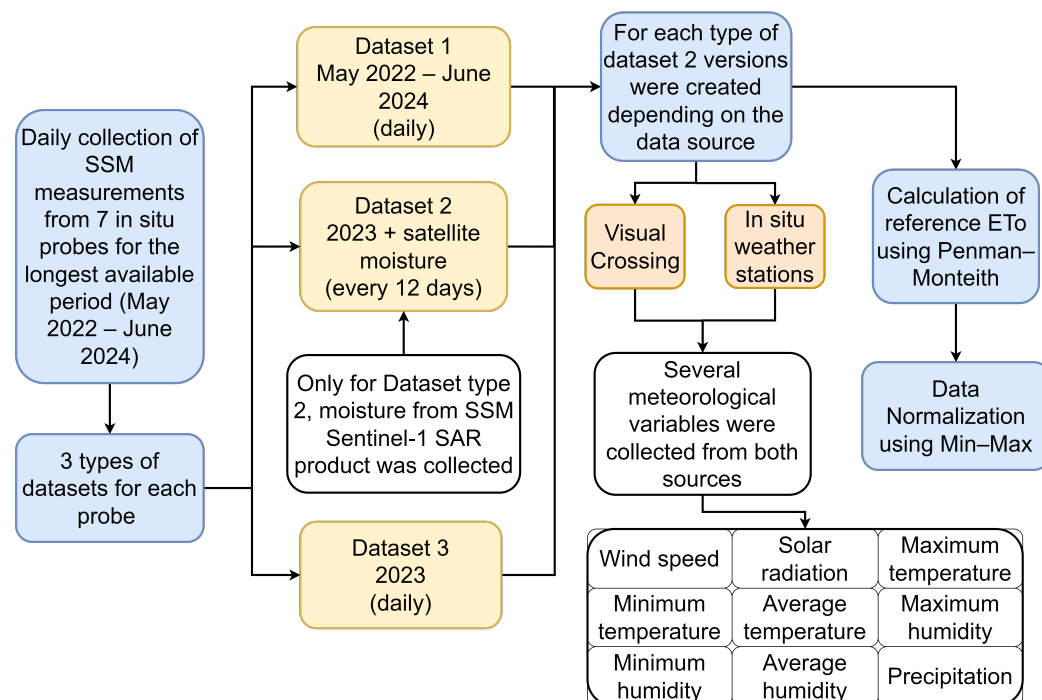 Daily collection of
SSM
measurements
from 7 in situ
probes for the
longest available
period (May
2022 – June
2024)
3 types of
datasets for each
probe
Dataset 1
May 2022 – June
2024
(daily)
Dataset 2
2023 + satellite
moisture
(every 12 days)
Only for Dataset type
2, moisture from SSM
Sentinel-1 SAR
product was collected
Dataset 3
2023
(daily)
For each type of
dataset 2 versions
were created
depending on the
data source
Visual
Crossing
In situ
weather
stations
Several
meteorological
variables were
collected from both
sources
Wind speed
Solar
radiation
Maximum
temperature
Minimum
temperature
Average
temperature
Maximum
humidity
Minimum
humidity
Average
humidity
Precipitation
Calculation of
reference ETo
using Penman–
Monteith
Data
Normalization
using Min–Max